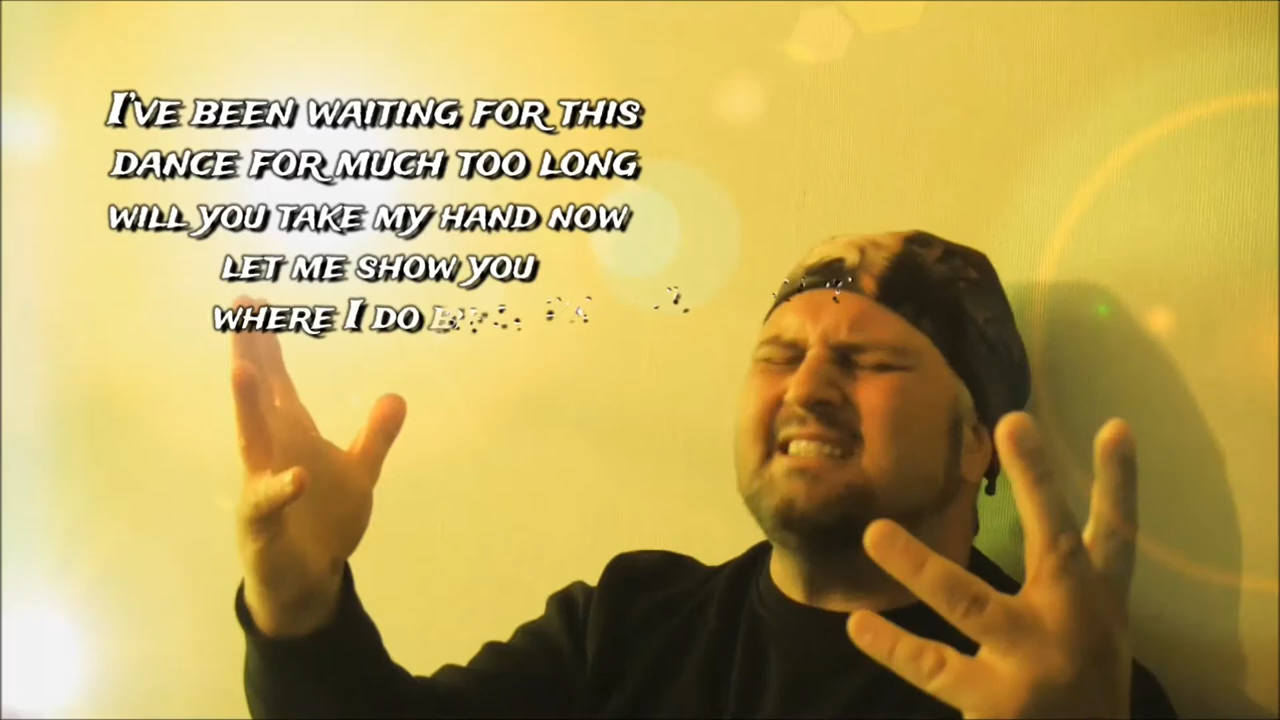 I'VE BEEN WAITING FOR THIS
DANCE FOR MUCH TOO LONG
WILL YOU TAKE MY HAND NOW
LET ME SHOW YOU
WHERE I DO